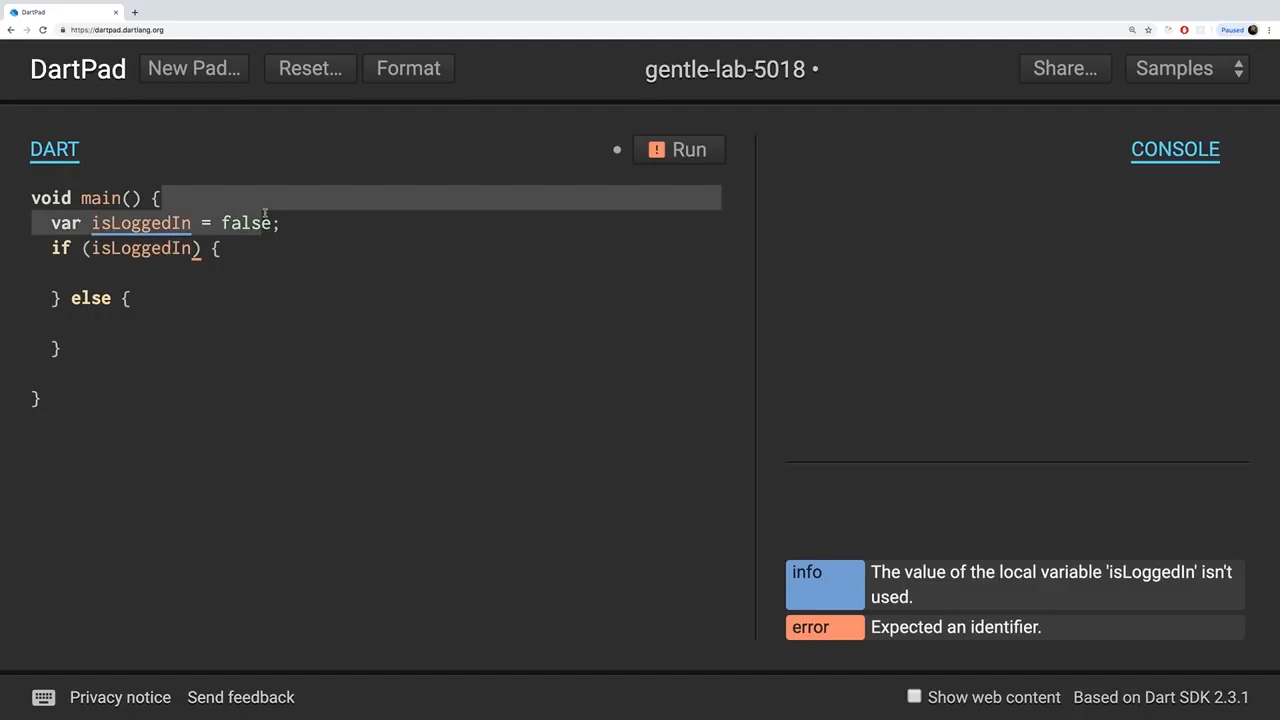 DartPad
https://dartpad.dartlang.org
Paused
DartPad New Pad... Reset... Format gentle-lab-5018 • Share... Samples
DART
! Run
CONSOLE
void main() {
var isLoggedIn = false;
if (isLoggedIn) {
} else {
}
}
info The value of the local variable 'isLoggedIn' isn't
used.
error Expected an identifier.
Privacy notice Send feedback
Show web content Based on Dart SDK 2.3.1